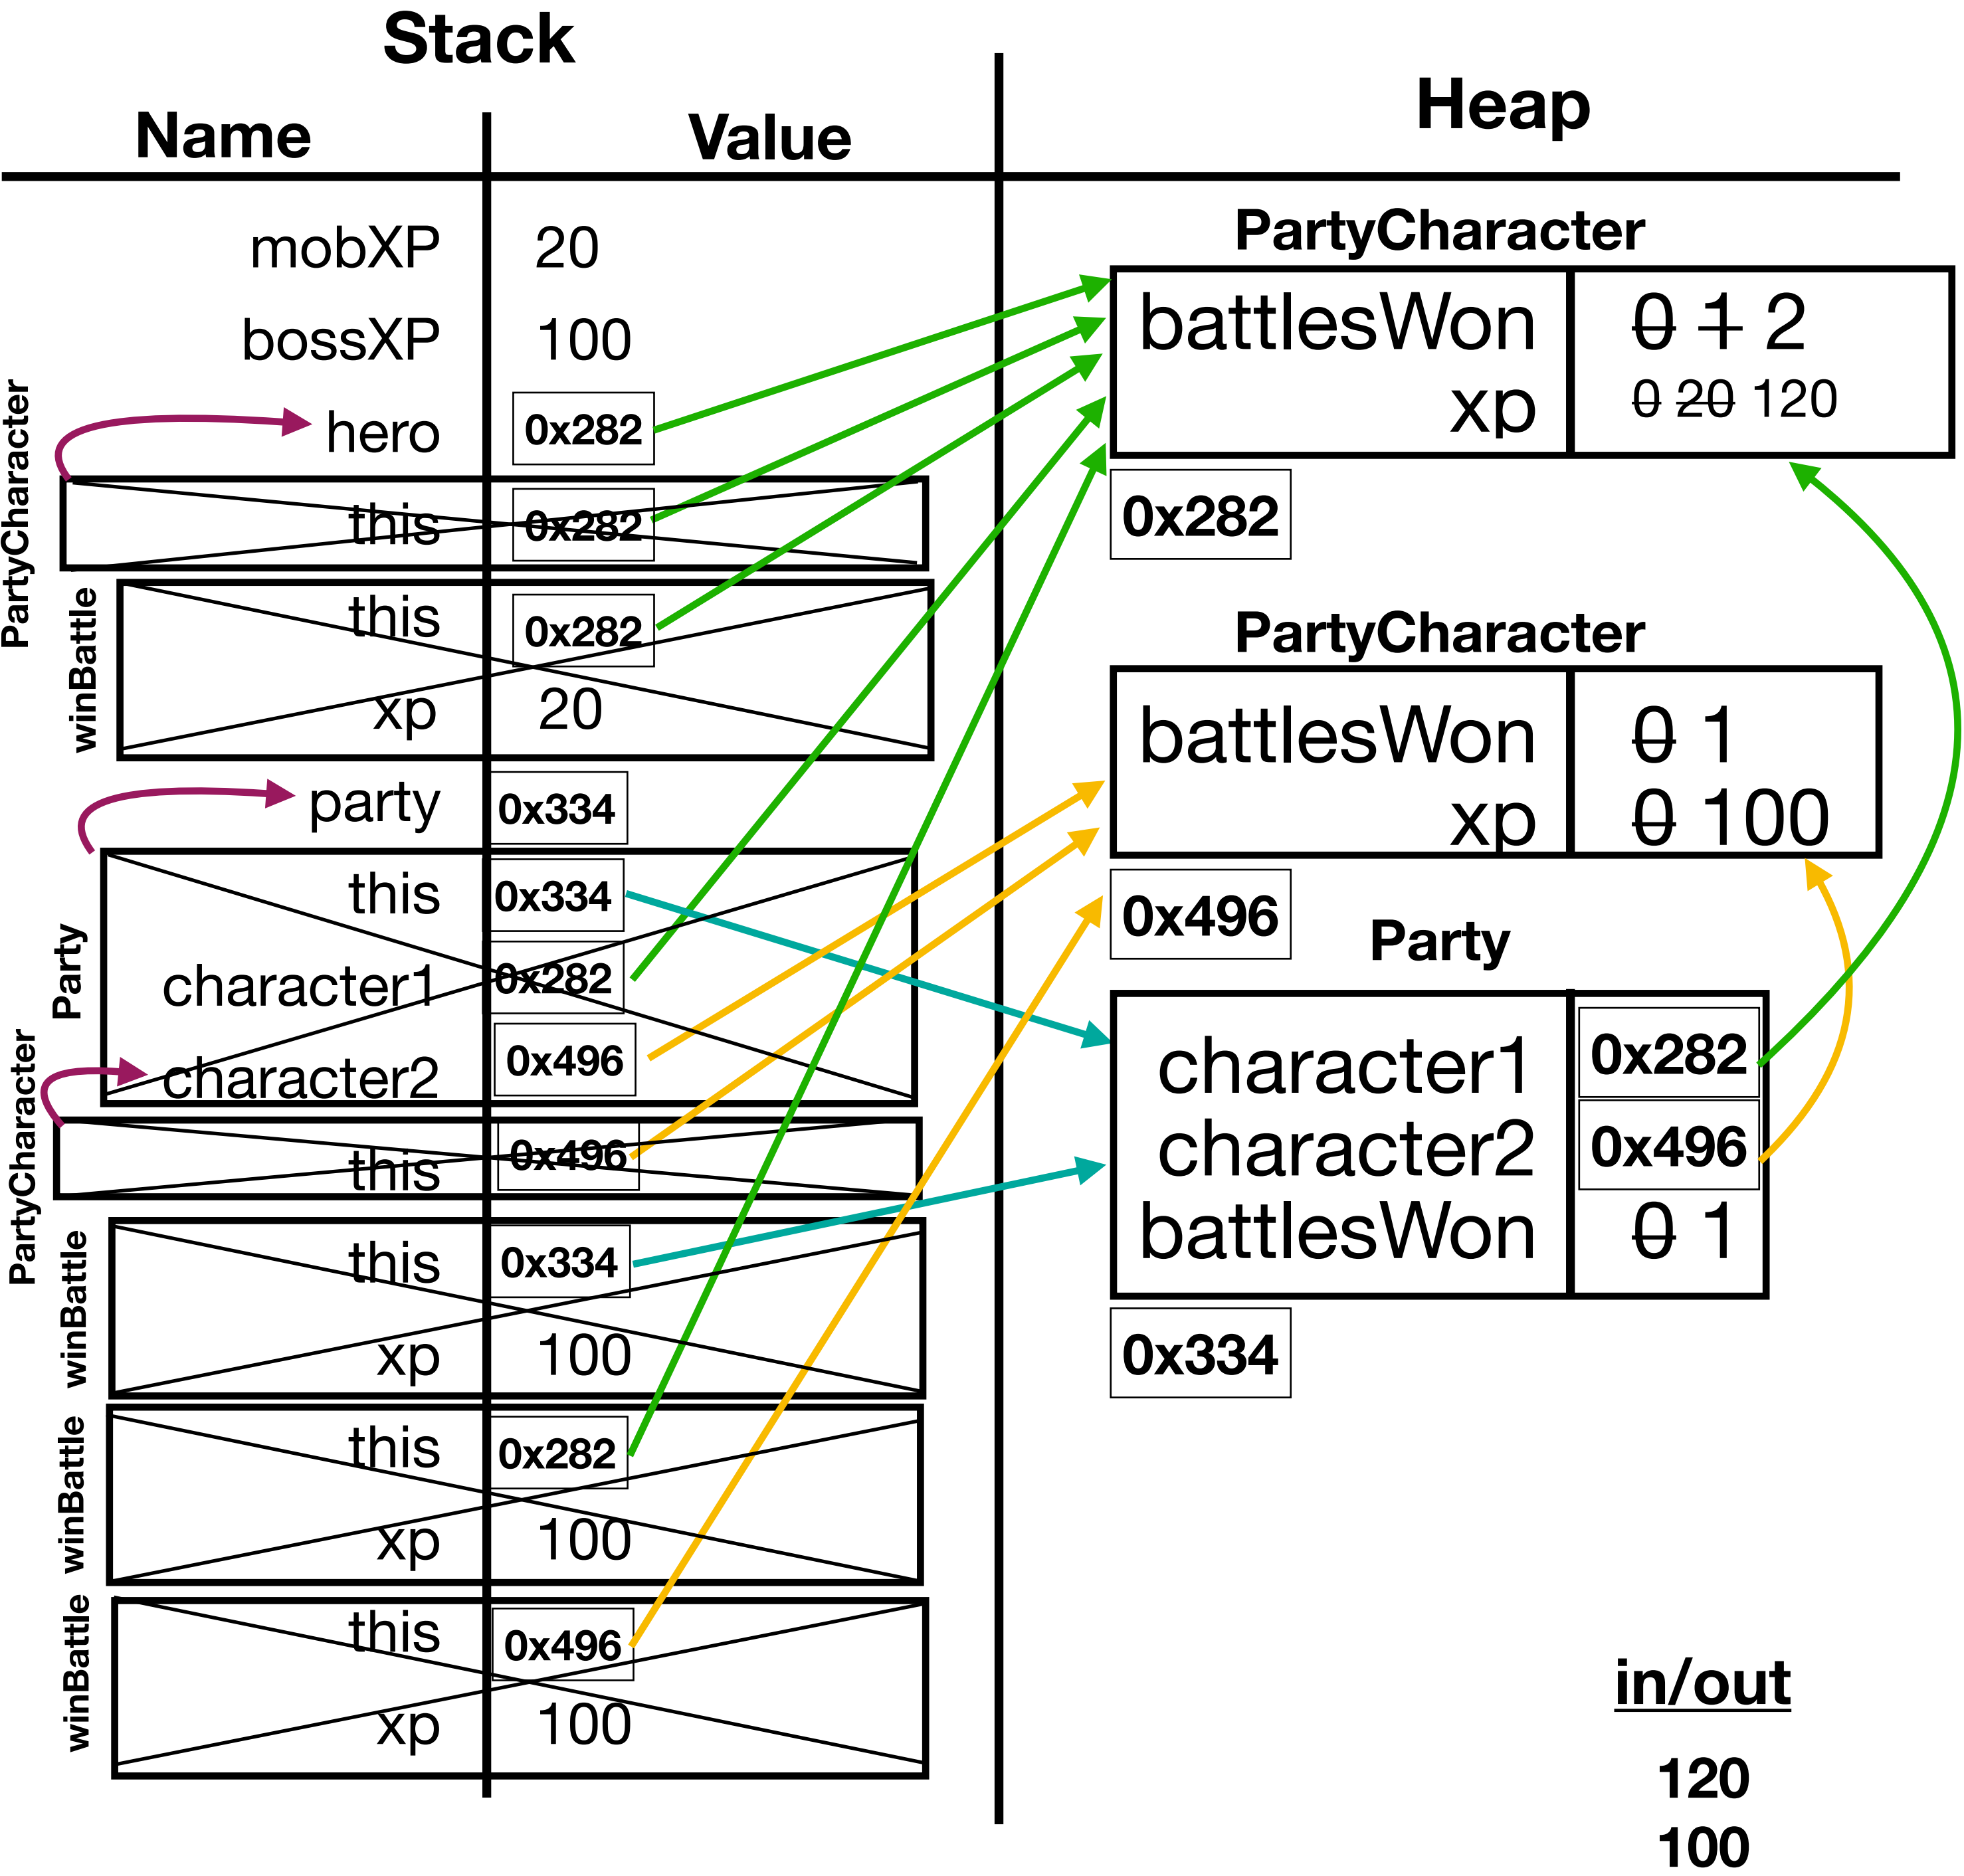 Stack
Name
Value
Heap
mobXP 20
bossXP 100
hero 0x282
PartyCharacter
this 0x282
winBattle
this 0x282
xp 20
party 0x334
Party
this 0x334
character1 0x282
character2 0x496
PartyCharacter
this 0x496
winBattle
this 0x334
xp 100
winBattle
this 0x282
xp 100
winBattle
this 0x496
xp 100
PartyCharacter
battlesWon 0 1 2
xp 0 20 120
0x282
PartyCharacter
battlesWon 0 1
xp 0 100
0x496
Party
character1 0x282
character2 0x496
battlesWon 0 1
0x334
in/out
120
100